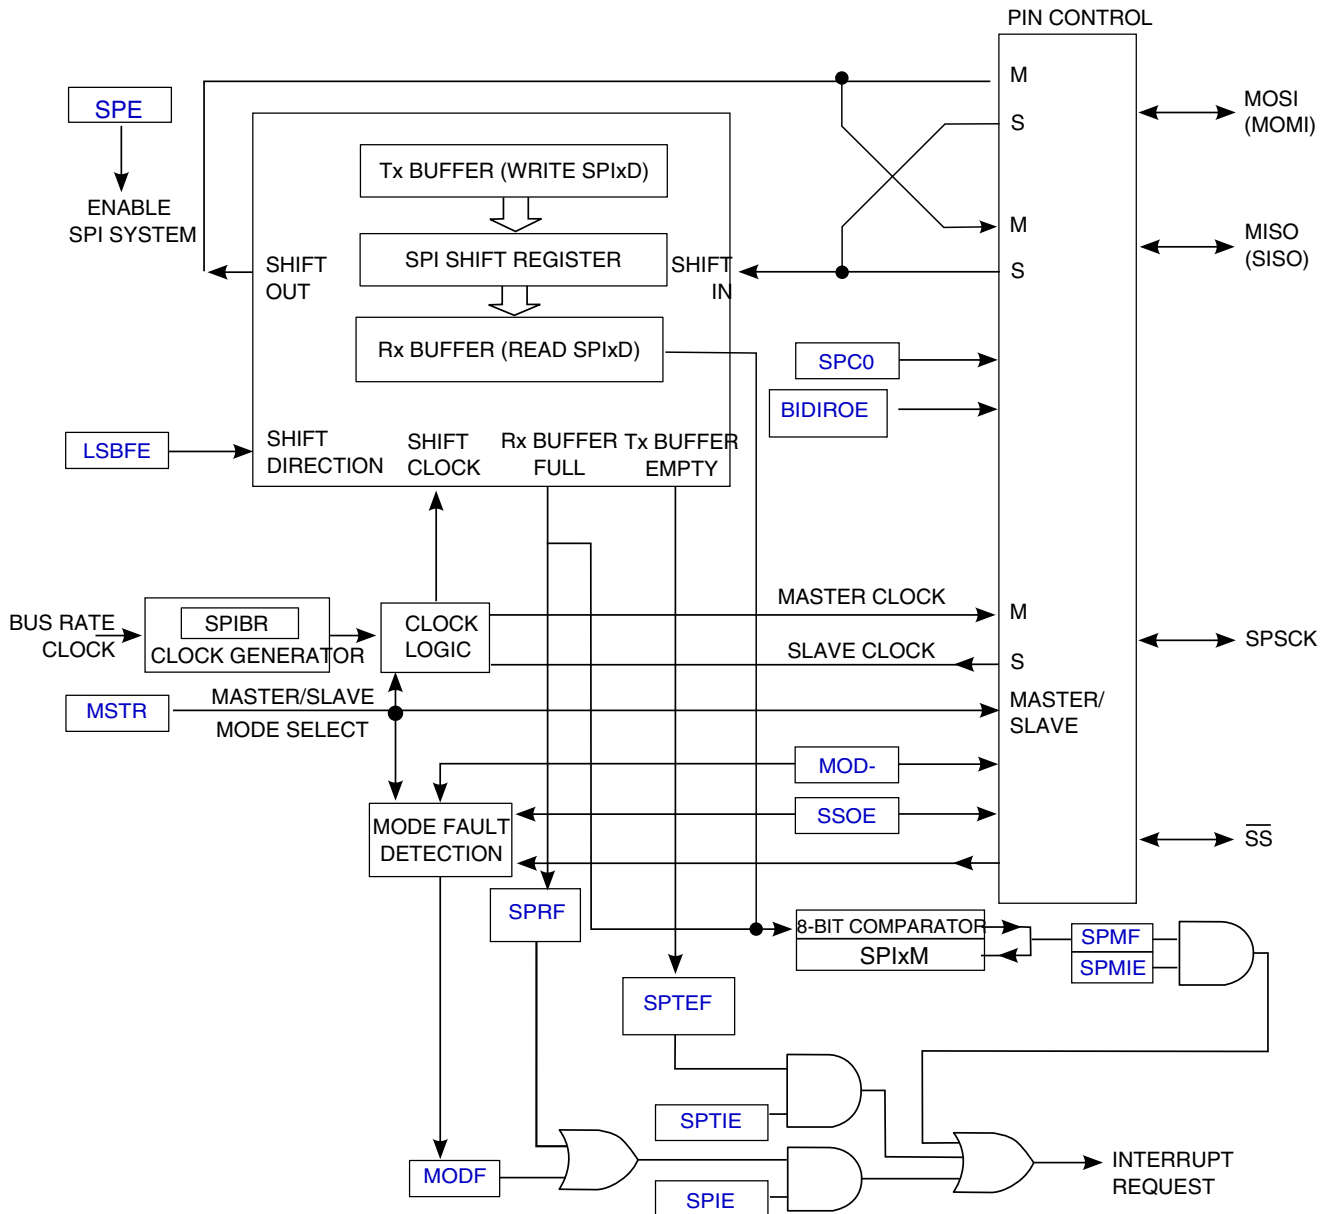 PIN CONTROL
M
SPE
MOSI
(MOMI)
S
Tx BUFFER (WRITE SPIxD)
ENABLE
SPI SYSTEM
M
MISO
(SISO)
SHIFT
OUT
SPI SHIFT REGISTER
SHIFT
IN
S
Rx BUFFER (READ SPIxD)
SPC0
BIDIROE
LSBFE
SHIFT
DIRECTION
SHIFT
CLOCK
Rx BUFFER
FULL
Tx BUFFER
EMPTY
MASTER CLOCK
M
BUS RATE
CLOCK
SPIBR
CLOCK GENERATOR
CLOCK
LOGIC
SLAVE CLOCK
S
SPSCK
MSTR
MASTER/SLAVE
MODE SELECT
MASTER/
SLAVE
MOD-
SSOE
MODE FAULT
DETECTION
SS
SPRF
8-BIT COMPARATOR
SPIxM
SPMF
SPMIE
SPTEF
SPTIE
MODF
SPIE
INTERRUPT
REQUEST